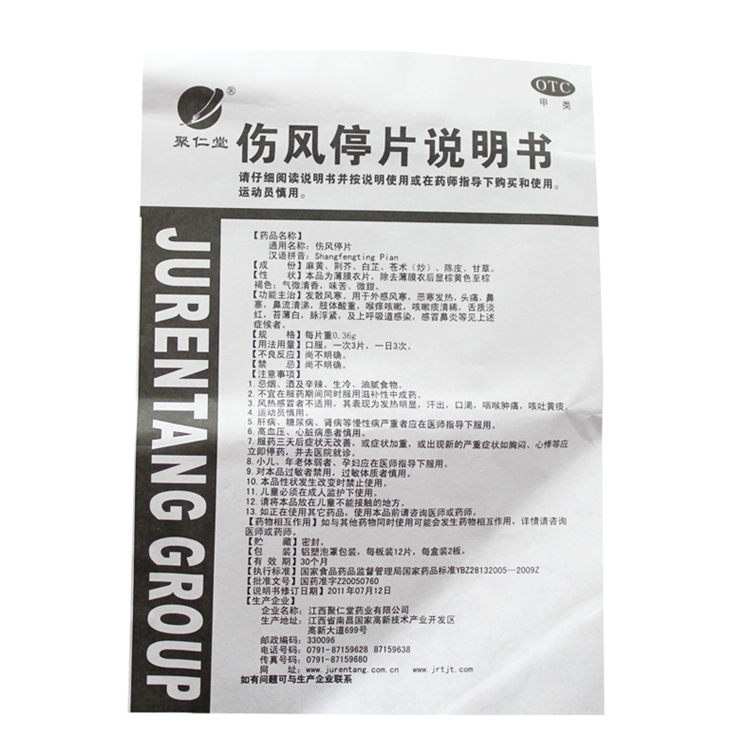 OTC
甲类
®
聚仁堂
伤风停片说明书
请仔细阅读说明书并按说明使用或在药师指导下购买和使用。
运动员慎用。
JURENTANG GROUP
【药品名称】
通用名称：伤风停片
汉语拼音：Shangfengting Pian
【成 份】麻黄、荆芥、白芷、苍术（炒）、陈皮、甘草。
【性 状】本品为薄膜衣片，除去薄膜衣后显棕黄色至棕
褐色；气微清香，味苦、微甜。
【功能主治】发散风寒。用于外感风寒，恶寒发热，头痛，鼻
塞，鼻流清涕，肢体酸重，喉痒咳嗽，咳嗽痰清稀，舌质淡
红，苔薄白，脉浮紧，及上呼吸道感染，感冒鼻炎等见上述
症候者。
【规 格】每片重0.36g
【用法用量】口服，一次3片，一日3次。
【不良反应】尚不明确。
【禁 忌】尚不明确。
【注意事项】
1.忌烟、酒及辛辣、生冷、油腻食物。
2.不宜在服药期间同时服用滋补性中成药。
3.风热感冒者不适用，其表现为发热明显，汗出，口渴，咽喉肿痛，咳吐黄痰。
4.运动员慎用。
5.肝病、糖尿病、肾病等慢性病严重者应在医师指导下服用。
6.高血压、心脏病患者慎用。
7.服药三天后症状无改善，或症状加重，或出现新的严重症状如胸闷、心悸等应
立即停药，并去医院就诊。
8.小儿、年老体弱者、孕妇应在医师指导下服用。
9.对本品过敏者禁用，过敏体质者慎用。
10.本品性状发生改变时禁止使用。
11.儿童必须在成人监护下使用。
12.请将本品放在儿童不能接触的地方。
13.如正在使用其它药品，使用本品前请咨询医师或药师。
【药物相互作用】如与其他药物同时使用可能会发生药物相互作用，详情请咨询
医师或药师。
【贮 藏】密封。
【包 装】铝塑泡罩包装，每板装12片，每盒装2板。
【有 效 期】30个月
【执行标准】国家食品药品监督管理局国家药品标准YBZ28132005—2009Z
【批准文号】国药准字Z20050760
【说明书修订日期】2011年07月12日
【生产企业】
企业名称：江西聚仁堂药业有限公司
生产地址：江西省南昌国家高新技术产业开发区
高新大道699号
邮政编码：330096
电话号码：0791-87159628 87159638
传真号码：0791-87159680
网 址：www.jurentang.com.cn www.jrtjt.com
如有问题可与生产企业联系